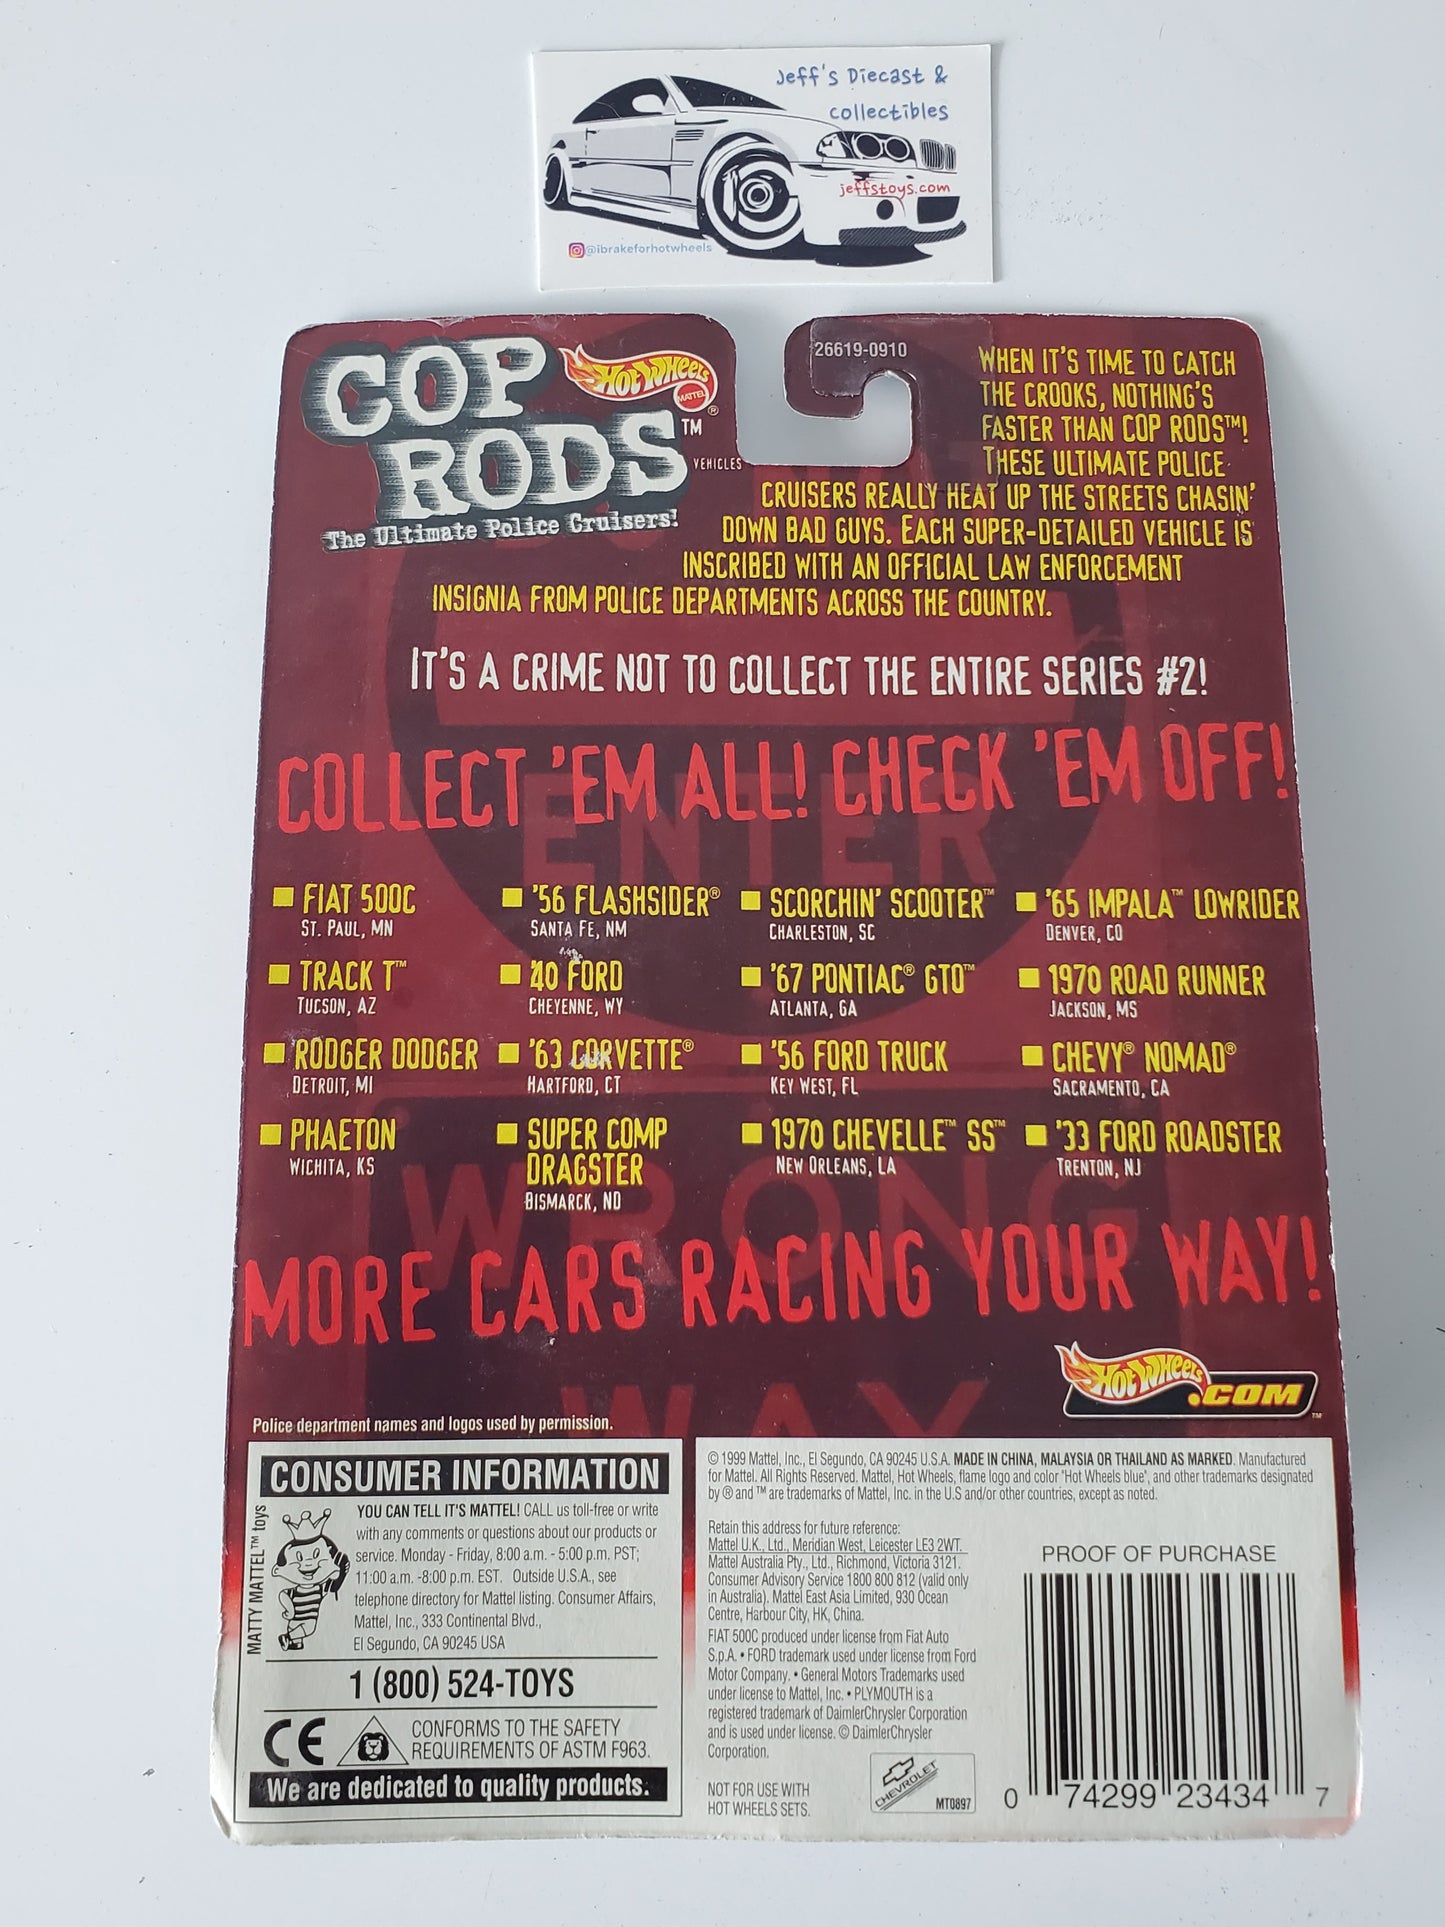 Jeff's Diecast &
collectibles
jeffstoys.com
@ibrakeforhotwheels
COP
RODS™
The Ultimate Police Cruisers!
Hot Wheels
MATTEL
®
VEHICLES
26619-0910
WHEN IT'S TIME TO CATCH
THE CROOKS, NOTHING'S
FASTER THAN COP RODS™!
THESE ULTIMATE POLICE
CRUISERS REALLY HEAT UP THE STREETS CHASIN'
DOWN BAD GUYS. EACH SUPER-DETAILED VEHICLE IS
INSCRIBED WITH AN OFFICIAL LAW ENFORCEMENT
INSIGNIA FROM POLICE DEPARTMENTS ACROSS THE COUNTRY.
IT'S A CRIME NOT TO COLLECT THE ENTIRE SERIES #2!
COLLECT 'EM ALL! CHECK 'EM OFF!
ENTER
FIAT 500C
ST. PAUL, MN
TRACK T™
TUCSON, AZ
RODGER DODGER
DETROIT, MI
PHAETON
WICHITA, KS
'56 FLASHSIDER®
SANTA FE, NM
'40 FORD
CHEYENNE, WY
'63 CORVETTE®
HARTFORD, CT
SUPER COMP
DRAGSTER
BISMARCK, ND
SCORCHIN' SCOOTER™
CHARLESTON, SC
'67 PONTIAC® GTO™
ATLANTA, GA
'56 FORD TRUCK
KEY WEST, FL
1970 CHEVELLE™ SS™
NEW ORLEANS, LA
'65 IMPALA™ LOWRIDER
DENVER, CO
1970 ROAD RUNNER
JACKSON, MS
CHEVY® NOMAD®
SACRAMENTO, CA
'33 FORD ROADSTER
TRENTON, NJ
WRONG
MORE CARS RACING YOUR WAY!
WAY
Hot Wheels
.COM™
Police department names and logos used by permission.
CONSUMER INFORMATION
MATTY MATTEL™ toys
YOU CAN TELL IT'S MATTEL! CALL us toll-free or write
with any comments or questions about our products or
service. Monday - Friday, 8:00 a.m. - 5:00 p.m. PST;
11:00 a.m. -8:00 p.m. EST. Outside U.S.A., see
telephone directory for Mattel listing. Consumer Affairs,
Mattel, Inc., 333 Continental Blvd.,
El Segundo, CA 90245 USA
1 (800) 524-TOYS
CE
CONFORMS TO THE SAFETY
REQUIREMENTS OF ASTM F963.
We are dedicated to quality products.
© 1999 Mattel, Inc., El Segundo, CA 90245 U.S.A. MADE IN CHINA, MALAYSIA OR THAILAND AS MARKED. Manufactured
for Mattel. All Rights Reserved. Mattel, Hot Wheels, flame logo and color "Hot Wheels blue", and other trademarks designated
by ® and ™ are trademarks of Mattel, Inc. in the U.S and/or other countries, except as noted.
Retain this address for future reference:
Mattel U.K., Ltd., Meridian West, Leicester LE3 2WT.
Mattel Australia Pty., Ltd., Richmond, Victoria 3121.
Consumer Advisory Service 1800 800 812 (valid only
in Australia). Mattel East Asia Limited, 930 Ocean
Centre, Harbour City, HK, China.
FIAT 500C produced under license from Fiat Auto
S.p.A. • FORD trademark used under license from Ford
Motor Company. • General Motors Trademarks used
under license to Mattel, Inc. • PLYMOUTH is a
registered trademark of DaimlerChrysler Corporation
and is used under license. © DaimlerChrysler
Corporation.
NOT FOR USE WITH
HOT WHEELS SETS.
CHEVROLET
MT0897
PROOF OF PURCHASE
0 74299 23434 7